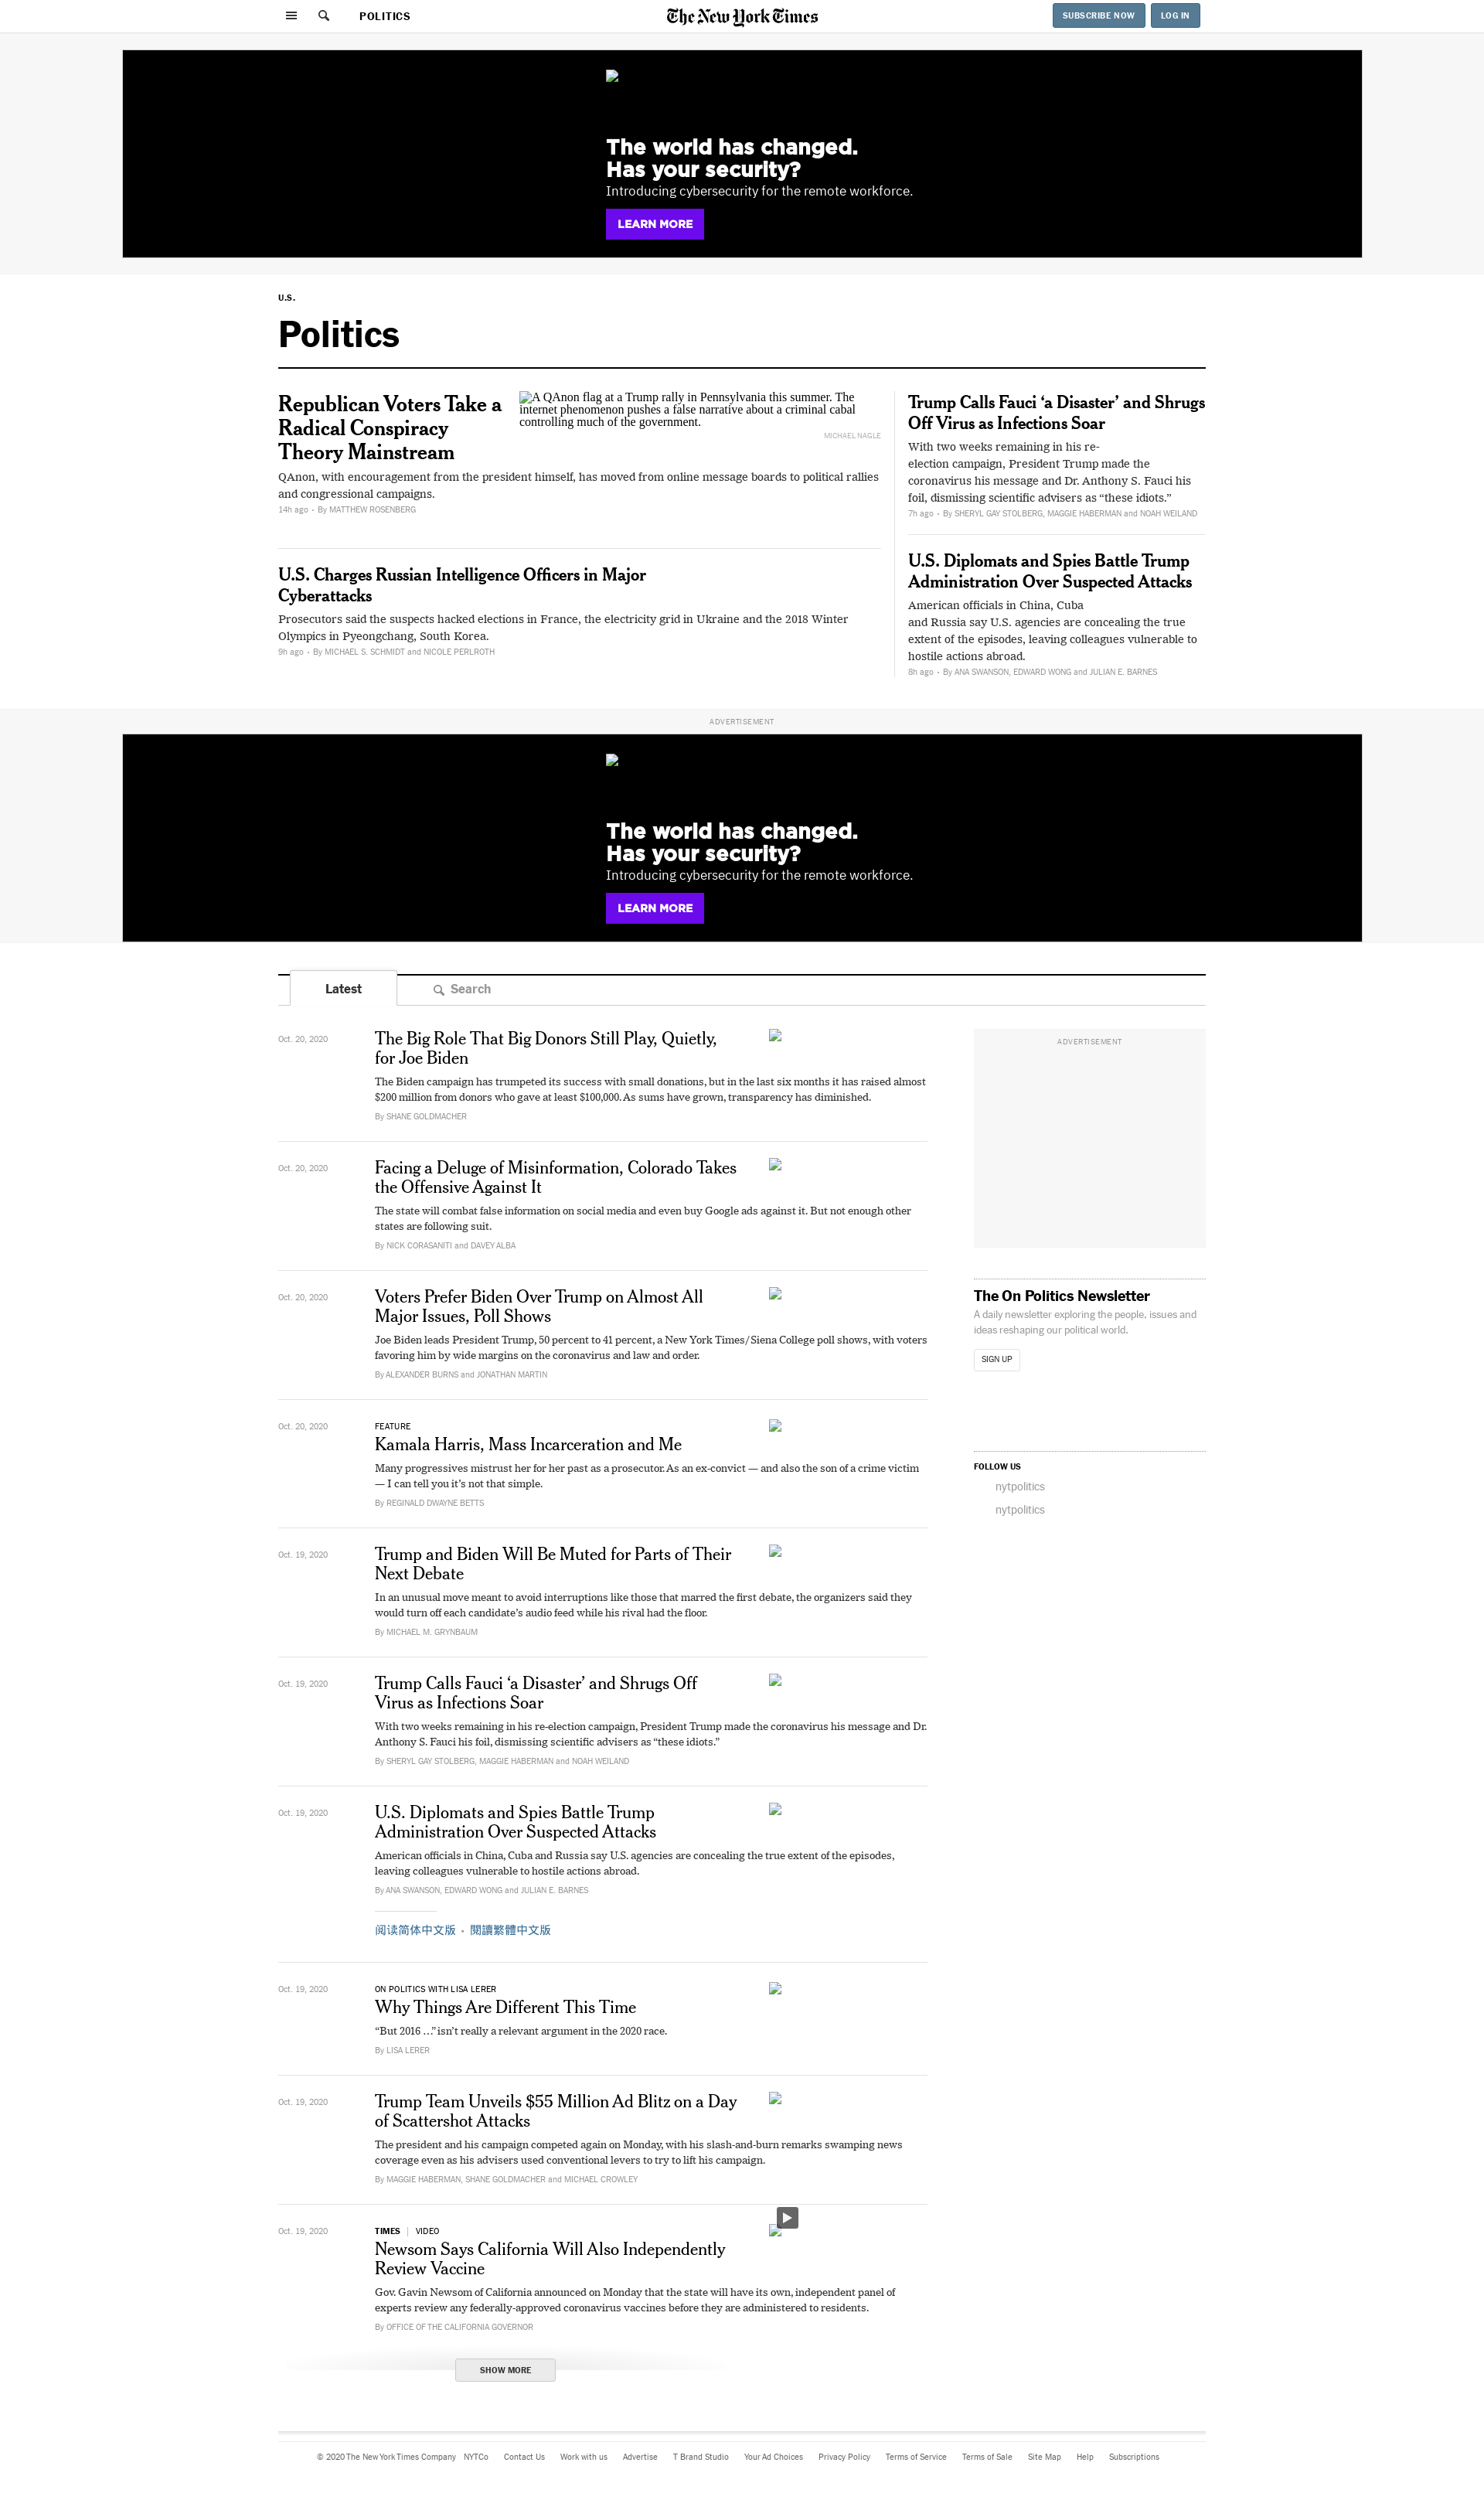 POLITICS
The New York Times
SUBSCRIBE NOW
LOG IN
The world has changed.
Has your security?
Introducing cybersecurity for the remote workforce.
LEARN MORE
U.S.
Politics
Republican Voters Take a
Radical Conspiracy
Theory Mainstream
A QAnon flag at a Trump rally in Pennsylvania this summer. The
internet phenomenon pushes a false narrative about a criminal cabal
controlling much of the government.
MICHAEL NAGLE
QAnon, with encouragement from the president himself, has moved from online message boards to political rallies
and congressional campaigns.
14h ago • By MATTHEW ROSENBERG
U.S. Charges Russian Intelligence Officers in Major
Cyberattacks
Prosecutors said the suspects hacked elections in France, the electricity grid in Ukraine and the 2018 Winter
Olympics in Pyeongchang, South Korea.
9h ago • By MICHAEL S. SCHMIDT and NICOLE PERLROTH
Trump Calls Fauci ‘a Disaster’ and Shrugs
Off Virus as Infections Soar
With two weeks remaining in his re-
election campaign, President Trump made the
coronavirus his message and Dr. Anthony S. Fauci his
foil, dismissing scientific advisers as “these idiots.”
7h ago • By SHERYL GAY STOLBERG, MAGGIE HABERMAN and NOAH WEILAND
U.S. Diplomats and Spies Battle Trump
Administration Over Suspected Attacks
American officials in China, Cuba
and Russia say U.S. agencies are concealing the true
extent of the episodes, leaving colleagues vulnerable to
hostile actions abroad.
8h ago • By ANA SWANSON, EDWARD WONG and JULIAN E. BARNES
ADVERTISEMENT
The world has changed.
Has your security?
Introducing cybersecurity for the remote workforce.
LEARN MORE
Latest
Search
Oct. 20, 2020
The Big Role That Big Donors Still Play, Quietly,
for Joe Biden
The Biden campaign has trumpeted its success with small donations, but in the last six months it has raised almost
$200 million from donors who gave at least $100,000. As sums have grown, transparency has diminished.
By SHANE GOLDMACHER
Oct. 20, 2020
Facing a Deluge of Misinformation, Colorado Takes
the Offensive Against It
The state will combat false information on social media and even buy Google ads against it. But not enough other
states are following suit.
By NICK CORASANITI and DAVEY ALBA
Oct. 20, 2020
Voters Prefer Biden Over Trump on Almost All
Major Issues, Poll Shows
Joe Biden leads President Trump, 50 percent to 41 percent, a New York Times/Siena College poll shows, with voters
favoring him by wide margins on the coronavirus and law and order.
By ALEXANDER BURNS and JONATHAN MARTIN
Oct. 20, 2020
FEATURE
Kamala Harris, Mass Incarceration and Me
Many progressives mistrust her for her past as a prosecutor. As an ex-convict — and also the son of a crime victim
— I can tell you it’s not that simple.
By REGINALD DWAYNE BETTS
Oct. 19, 2020
Trump and Biden Will Be Muted for Parts of Their
Next Debate
In an unusual move meant to avoid interruptions like those that marred the first debate, the organizers said they
would turn off each candidate’s audio feed while his rival had the floor.
By MICHAEL M. GRYNBAUM
Oct. 19, 2020
Trump Calls Fauci ‘a Disaster’ and Shrugs Off
Virus as Infections Soar
With two weeks remaining in his re-election campaign, President Trump made the coronavirus his message and Dr.
Anthony S. Fauci his foil, dismissing scientific advisers as “these idiots.”
By SHERYL GAY STOLBERG, MAGGIE HABERMAN and NOAH WEILAND
Oct. 19, 2020
U.S. Diplomats and Spies Battle Trump
Administration Over Suspected Attacks
American officials in China, Cuba and Russia say U.S. agencies are concealing the true extent of the episodes,
leaving colleagues vulnerable to hostile actions abroad.
By ANA SWANSON, EDWARD WONG and JULIAN E. BARNES
阅读简体中文版 • 閱讀繁體中文版
Oct. 19, 2020
ON POLITICS WITH LISA LERER
Why Things Are Different This Time
“But 2016 …” isn’t really a relevant argument in the 2020 race.
By LISA LERER
Oct. 19, 2020
Trump Team Unveils $55 Million Ad Blitz on a Day
of Scattershot Attacks
The president and his campaign competed again on Monday, with his slash-and-burn remarks swamping news
coverage even as his advisers used conventional levers to try to lift his campaign.
By MAGGIE HABERMAN, SHANE GOLDMACHER and MICHAEL CROWLEY
Oct. 19, 2020
TIMES | VIDEO
Newsom Says California Will Also Independently
Review Vaccine
Gov. Gavin Newsom of California announced on Monday that the state will have its own, independent panel of
experts review any federally-approved coronavirus vaccines before they are administered to residents.
By OFFICE OF THE CALIFORNIA GOVERNOR
SHOW MORE
ADVERTISEMENT
The On Politics Newsletter
A daily newsletter exploring the people, issues and
ideas reshaping our political world.
SIGN UP
FOLLOW US
nytpolitics
nytpolitics
© 2020 The New York Times Company NYTCo Contact Us Work with us Advertise T Brand Studio Your Ad Choices Privacy Policy Terms of Service Terms of Sale Site Map Help Subscriptions